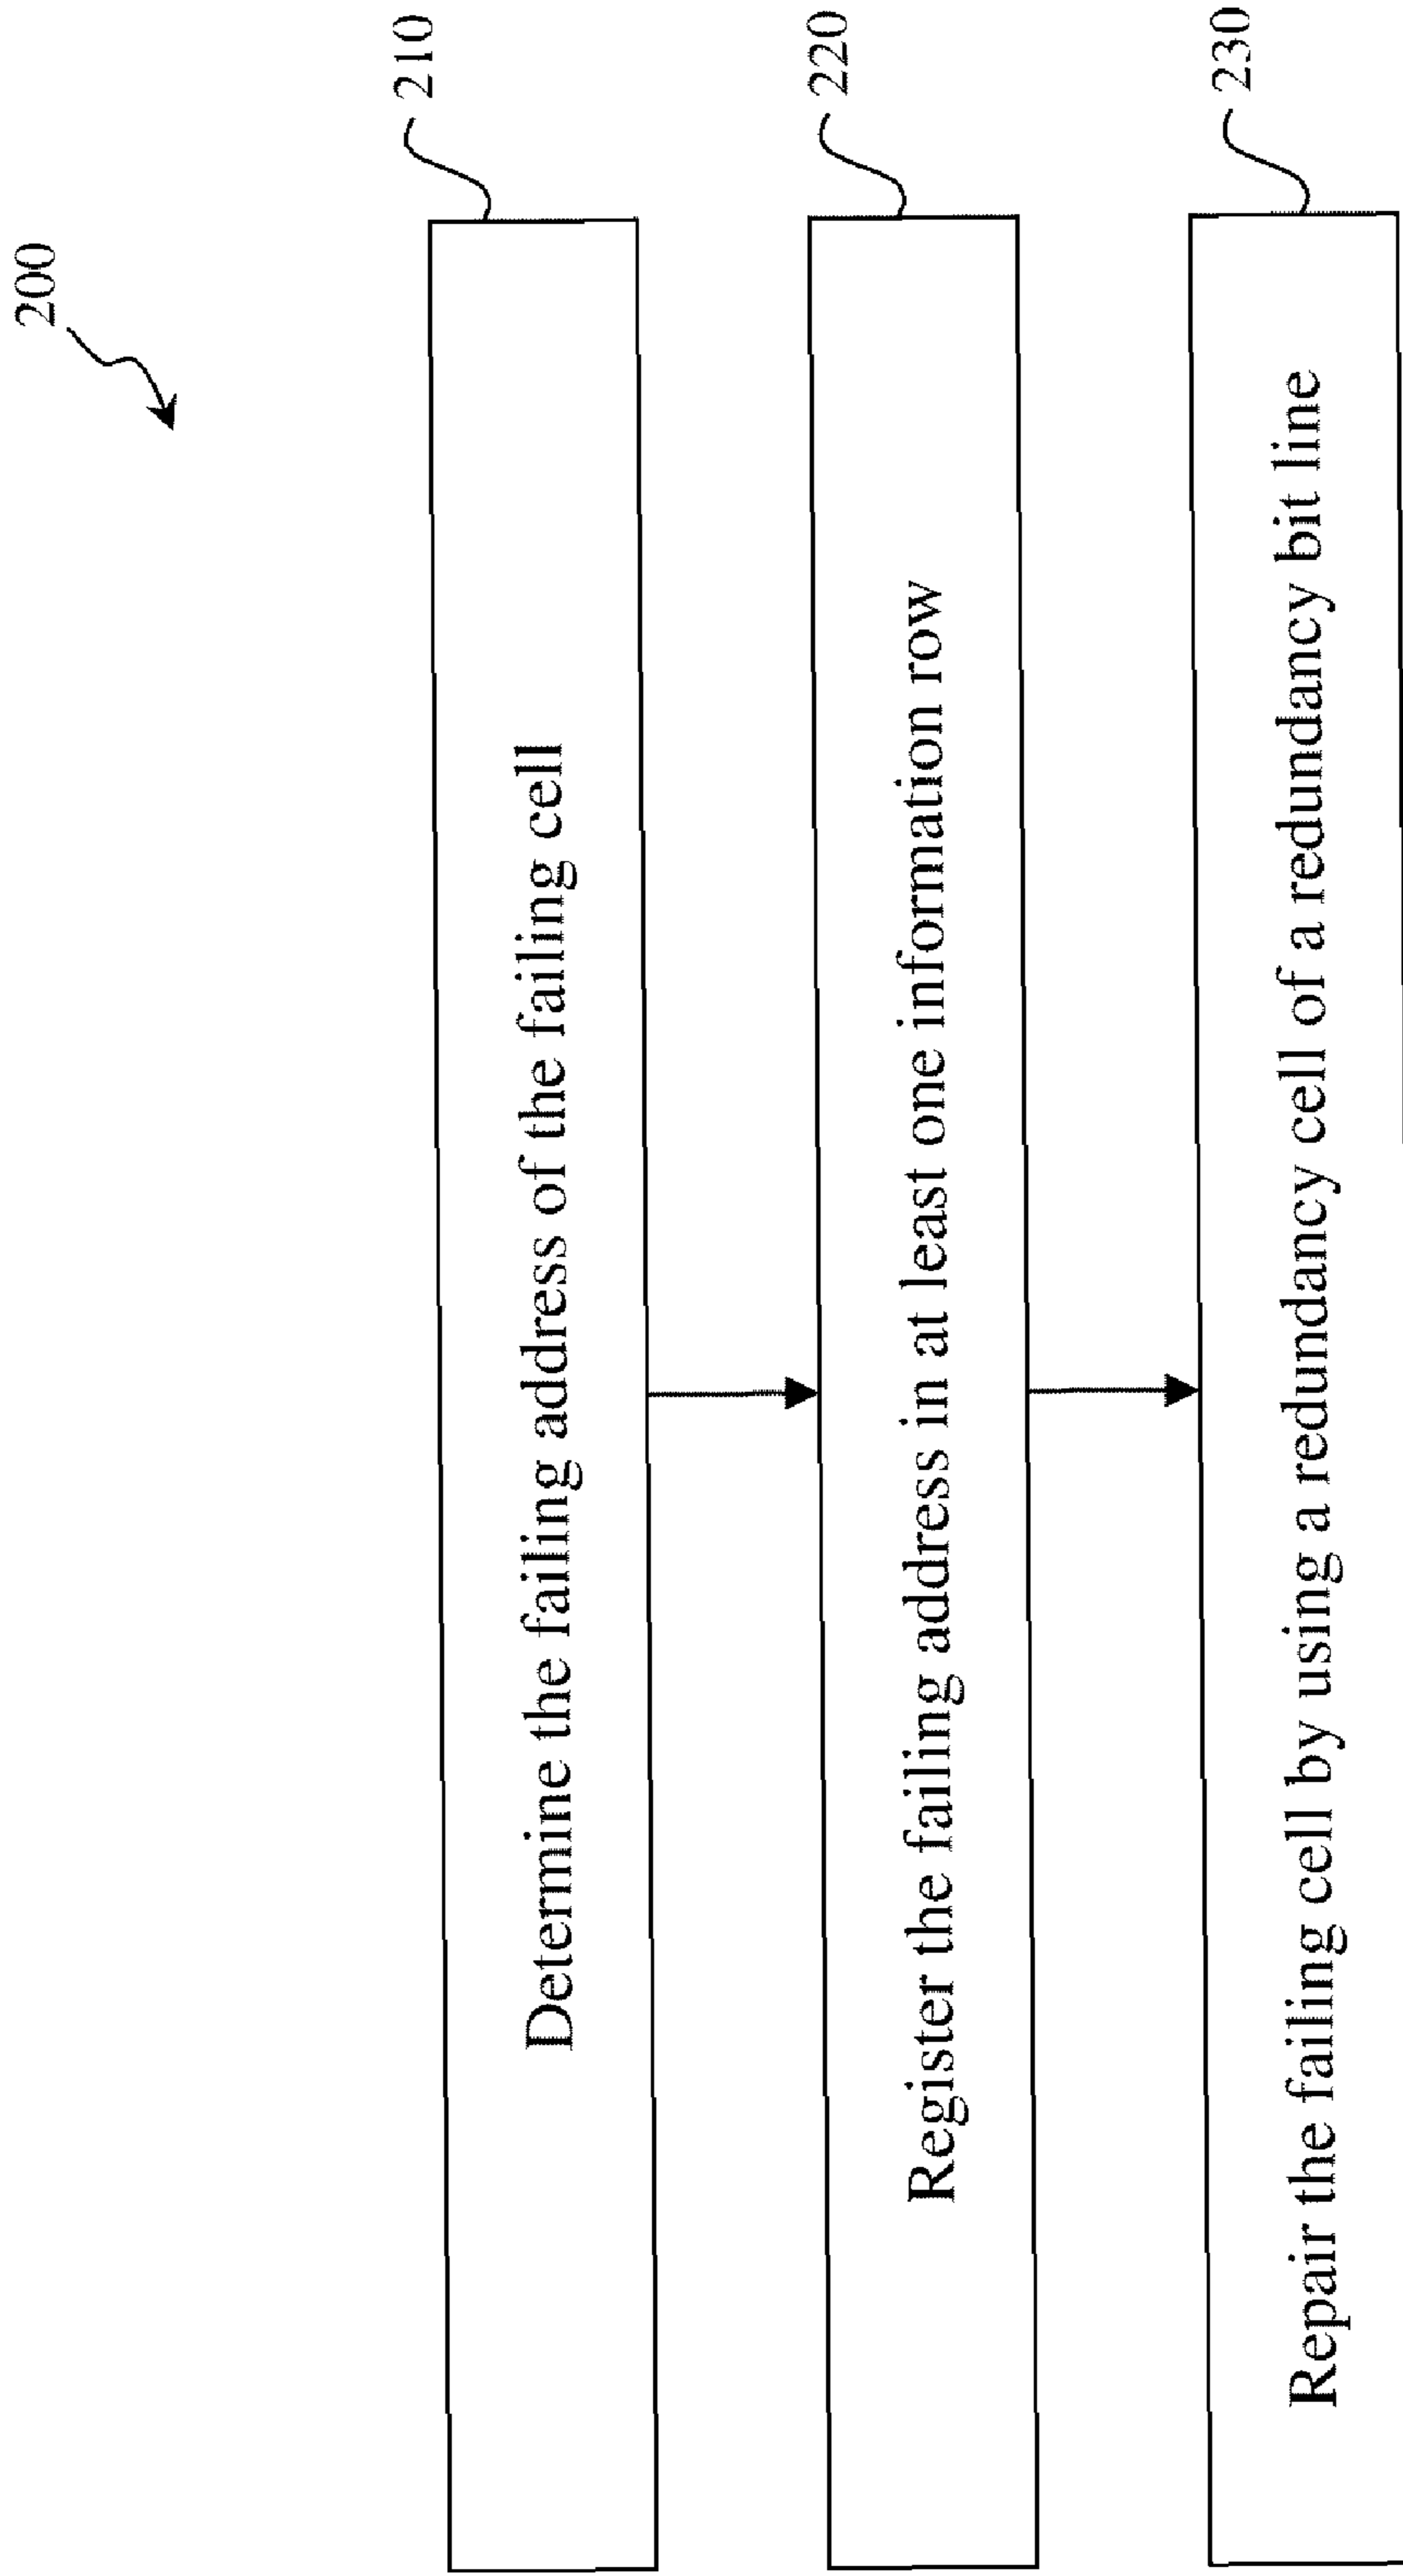 200
210
Determine the failing address of the failing cell
220
Register the failing address in at least one information row
230
Repair the failing cell by using a redundancy cell of a redundancy bit line